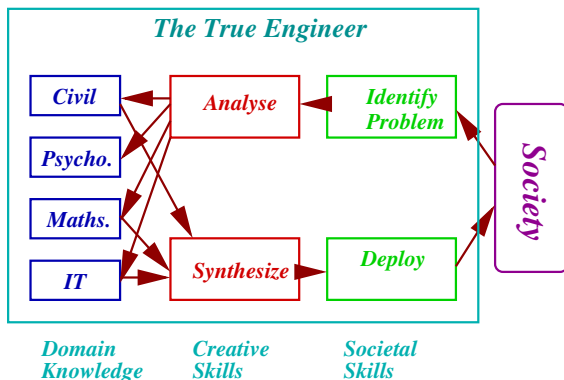 The True Engineer
Civil
Analyse
Identify
Problem
Psycho.
Society
Maths.
IT
Synthesize
Deploy
Domain
Knowledge
Creative
Skills
Societal
Skills